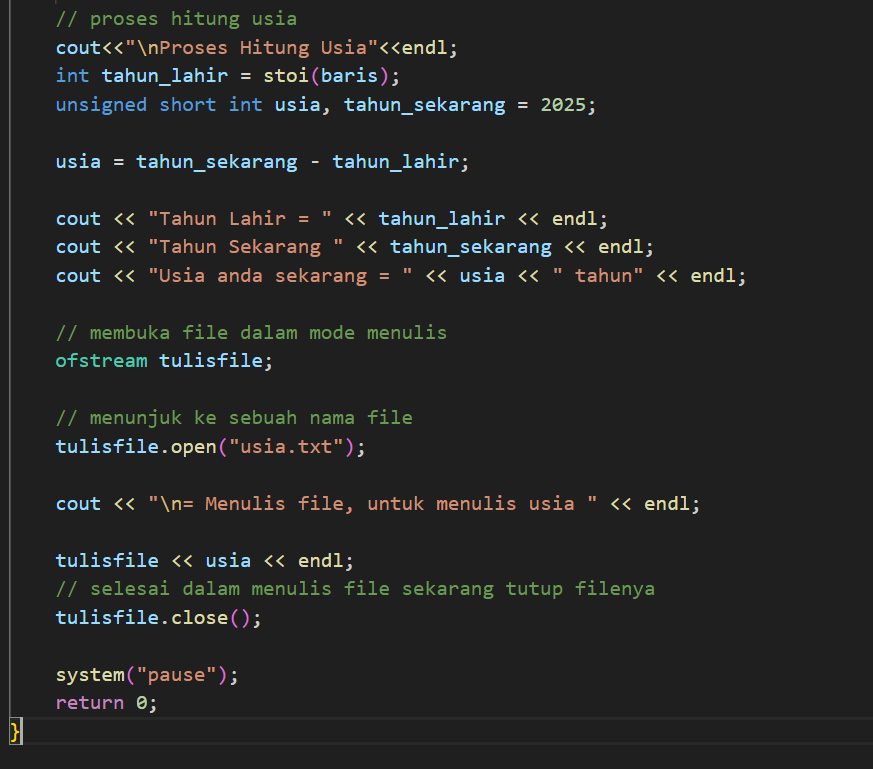 // proses hitung usia
cout<<"\nProses Hitung Usia"<<endl;
int tahun_lahir = stoi(baris);
unsigned short int usia, tahun_sekarang = 2025;
usia = tahun_sekarang - tahun_lahir;
cout << "Tahun Lahir = " << tahun_lahir << endl;
cout << "Tahun Sekarang " << tahun_sekarang << endl;
cout << "Usia anda sekarang = " << usia << " tahun" << endl;
// membuka file dalam mode menulis
ofstream tulisfile;
// menunjuk ke sebuah nama file
tulisfile.open("usia.txt");
cout << "\n= Menulis file, untuk menulis usia " << endl;
tulisfile << usia << endl;
// selesai dalam menulis file sekarang tutup filenya
tulisfile.close();
system("pause");
return 0;
}